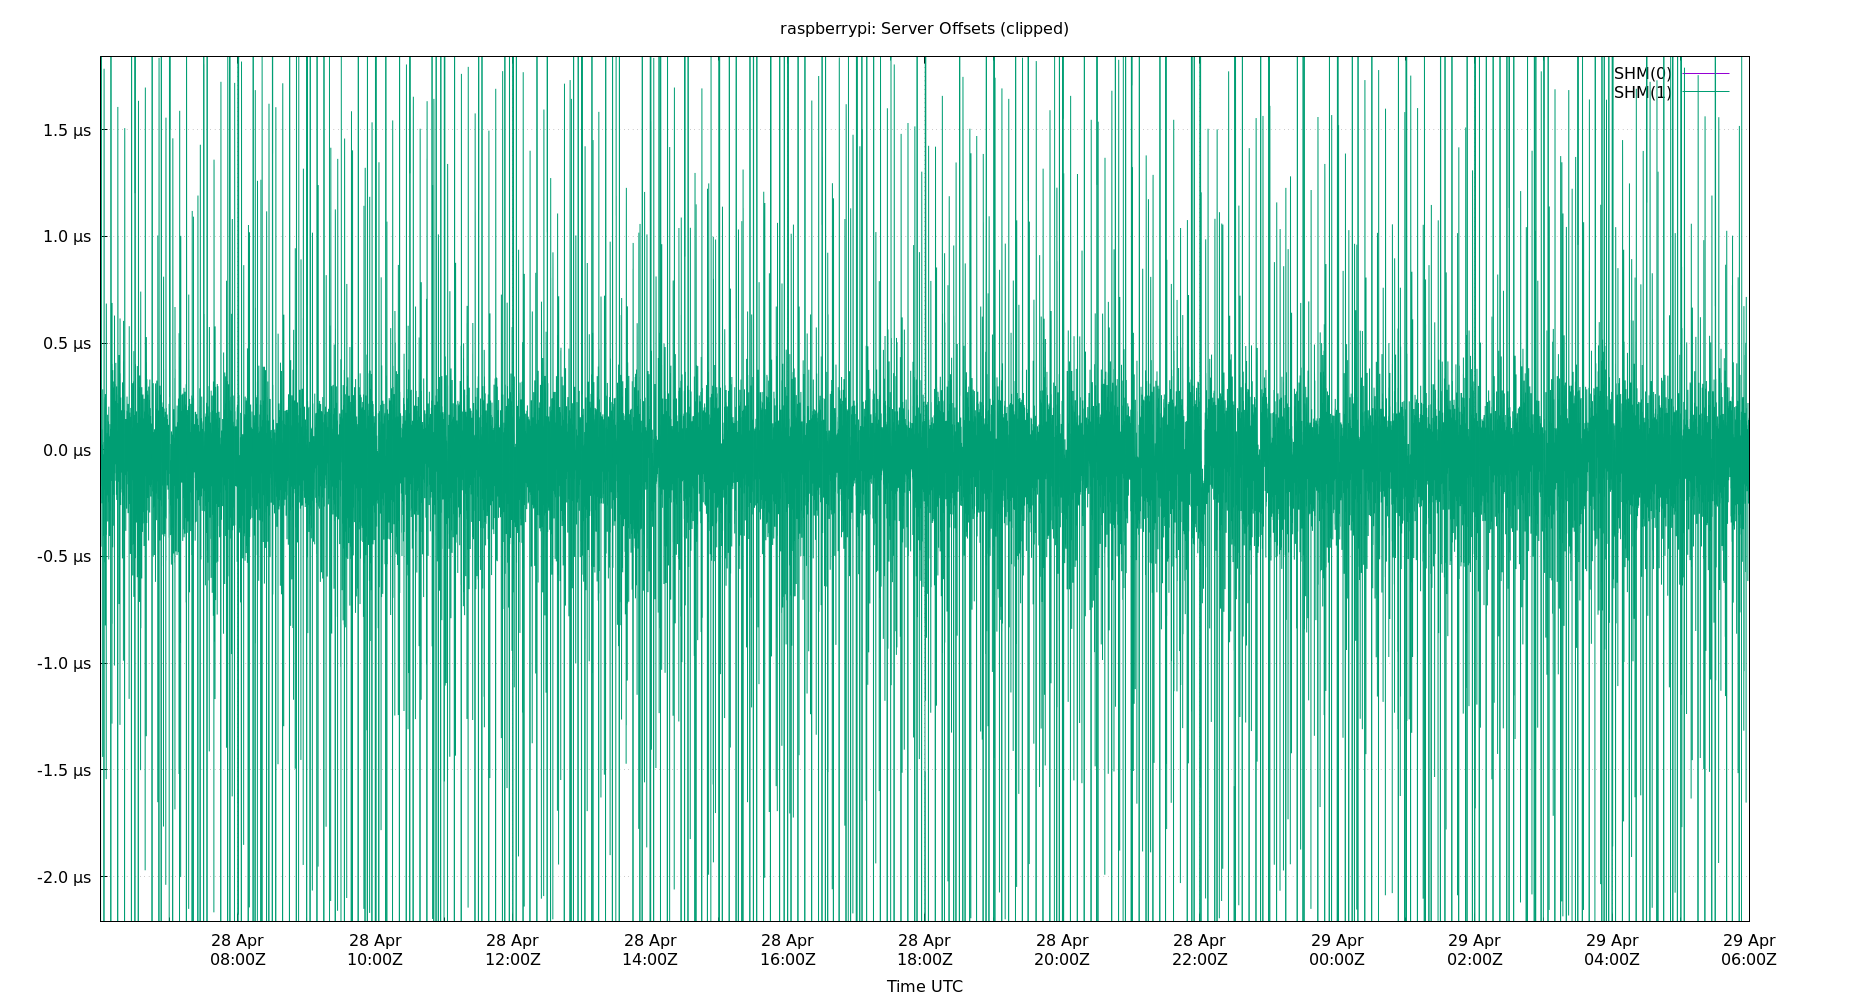 raspberrypi: Server Offsets (clipped)
SHM(0)
SHM(1)
1.5 µs
1.0 µs
0.5 µs
0.0 µs
-0.5 µs
-1.0 µs
-1.5 µs
-2.0 µs
28 Apr 28 Apr 28 Apr 28 Apr 28 Apr 28 Apr 28 Apr 28 Apr 29 Apr 29 Apr 29 Apr 29 Apr
08:00Z 10:00Z 12:00Z 14:00Z 16:00Z 18:00Z 20:00Z 22:00Z 00:00Z 02:00Z 04:00Z 06:00Z
Time UTC